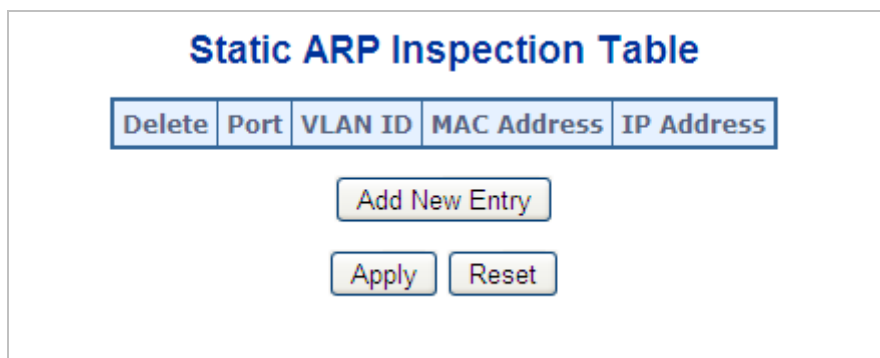 Static ARP Inspection Table
Delete Port VLAN ID MAC Address IP Address
Add New Entry
Apply Reset